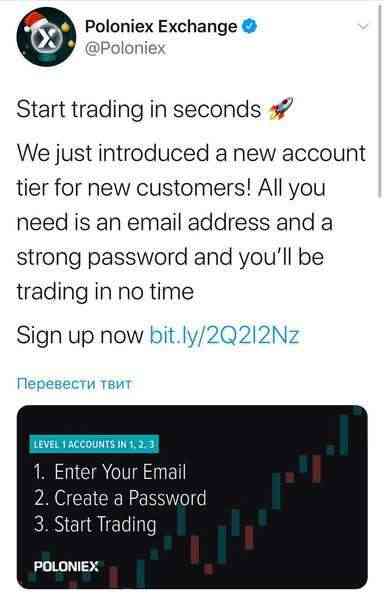 Poloniex Exchange
@Poloniex
Start trading in seconds 🚀
We just introduced a new account
tier for new customers! All you
need is an email address and a
strong password and you'll be
trading in no time
Sign up now bit.ly/2Q2I2Nz
Перевести твит
LEVEL 1 ACCOUNTS IN 1, 2, 3
1. Enter Your Email
2. Create a Password
3. Start Trading
POLONIEX